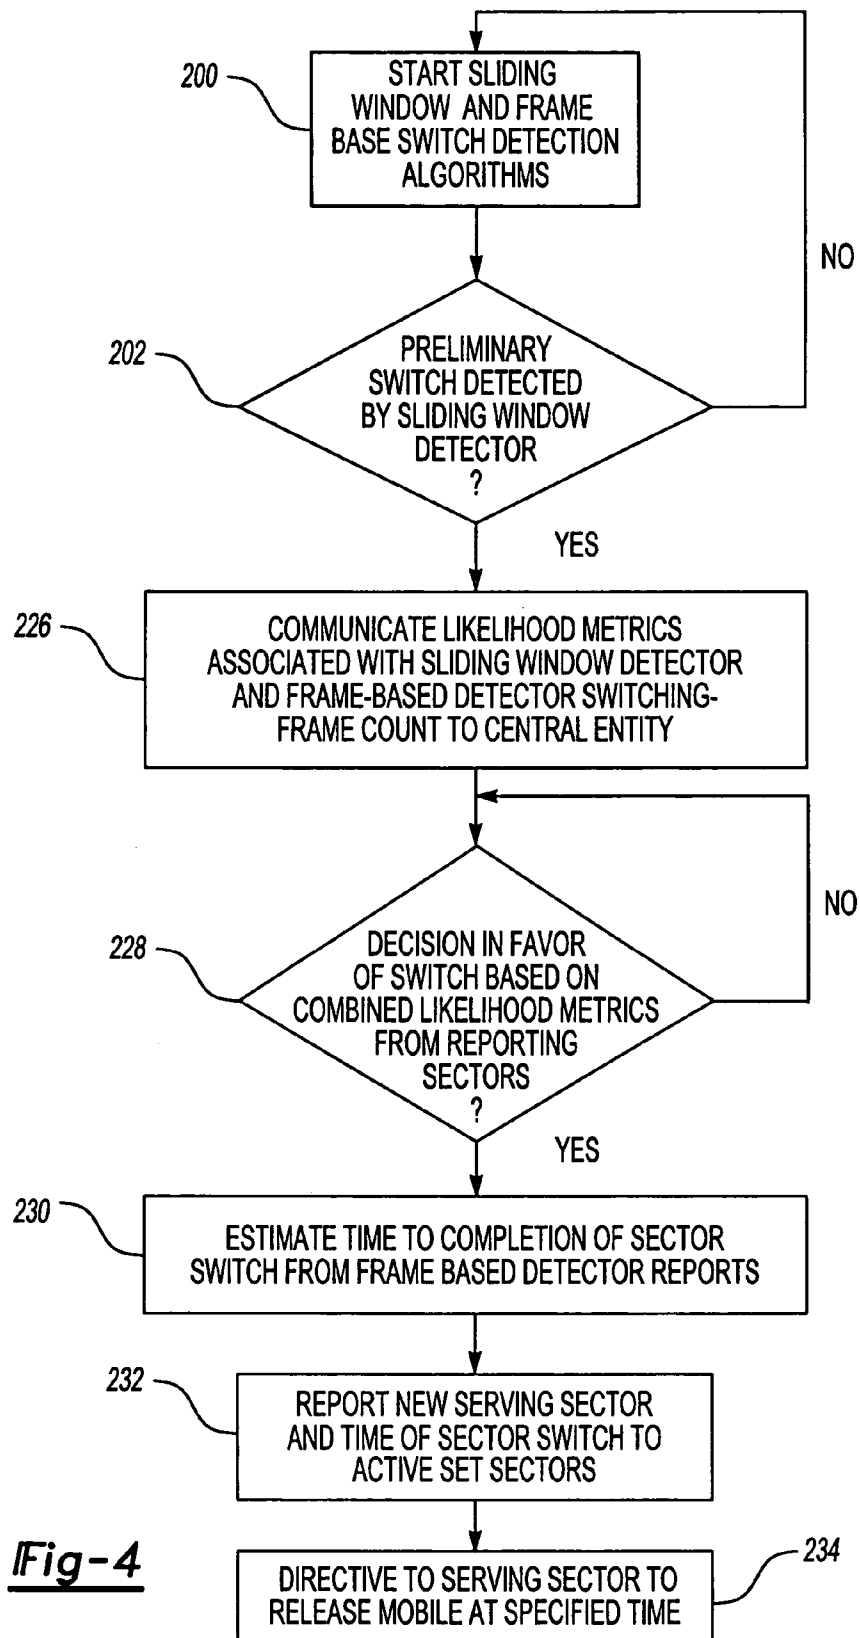 200
START SLIDING
WINDOW AND FRAME
BASE SWITCH DETECTION
ALGORITHMS
NO
202
PRELIMINARY
SWITCH DETECTED
BY SLIDING WINDOW
DETECTOR
?
YES
226
COMMUNICATE LIKELIHOOD METRICS
ASSOCIATED WITH SLIDING WINDOW DETECTOR
AND FRAME-BASED DETECTOR SWITCHING-
FRAME COUNT TO CENTRAL ENTITY
NO
228
DECISION IN FAVOR
OF SWITCH BASED ON
COMBINED LIKELIHOOD METRICS
FROM REPORTING
SECTORS
?
YES
230
ESTIMATE TIME TO COMPLETION OF SECTOR
SWITCH FROM FRAME BASED DETECTOR REPORTS
232
REPORT NEW SERVING SECTOR
AND TIME OF SECTOR SWITCH TO
ACTIVE SET SECTORS
Fig-4
234
DIRECTIVE TO SERVING SECTOR TO
RELEASE MOBILE AT SPECIFIED TIME